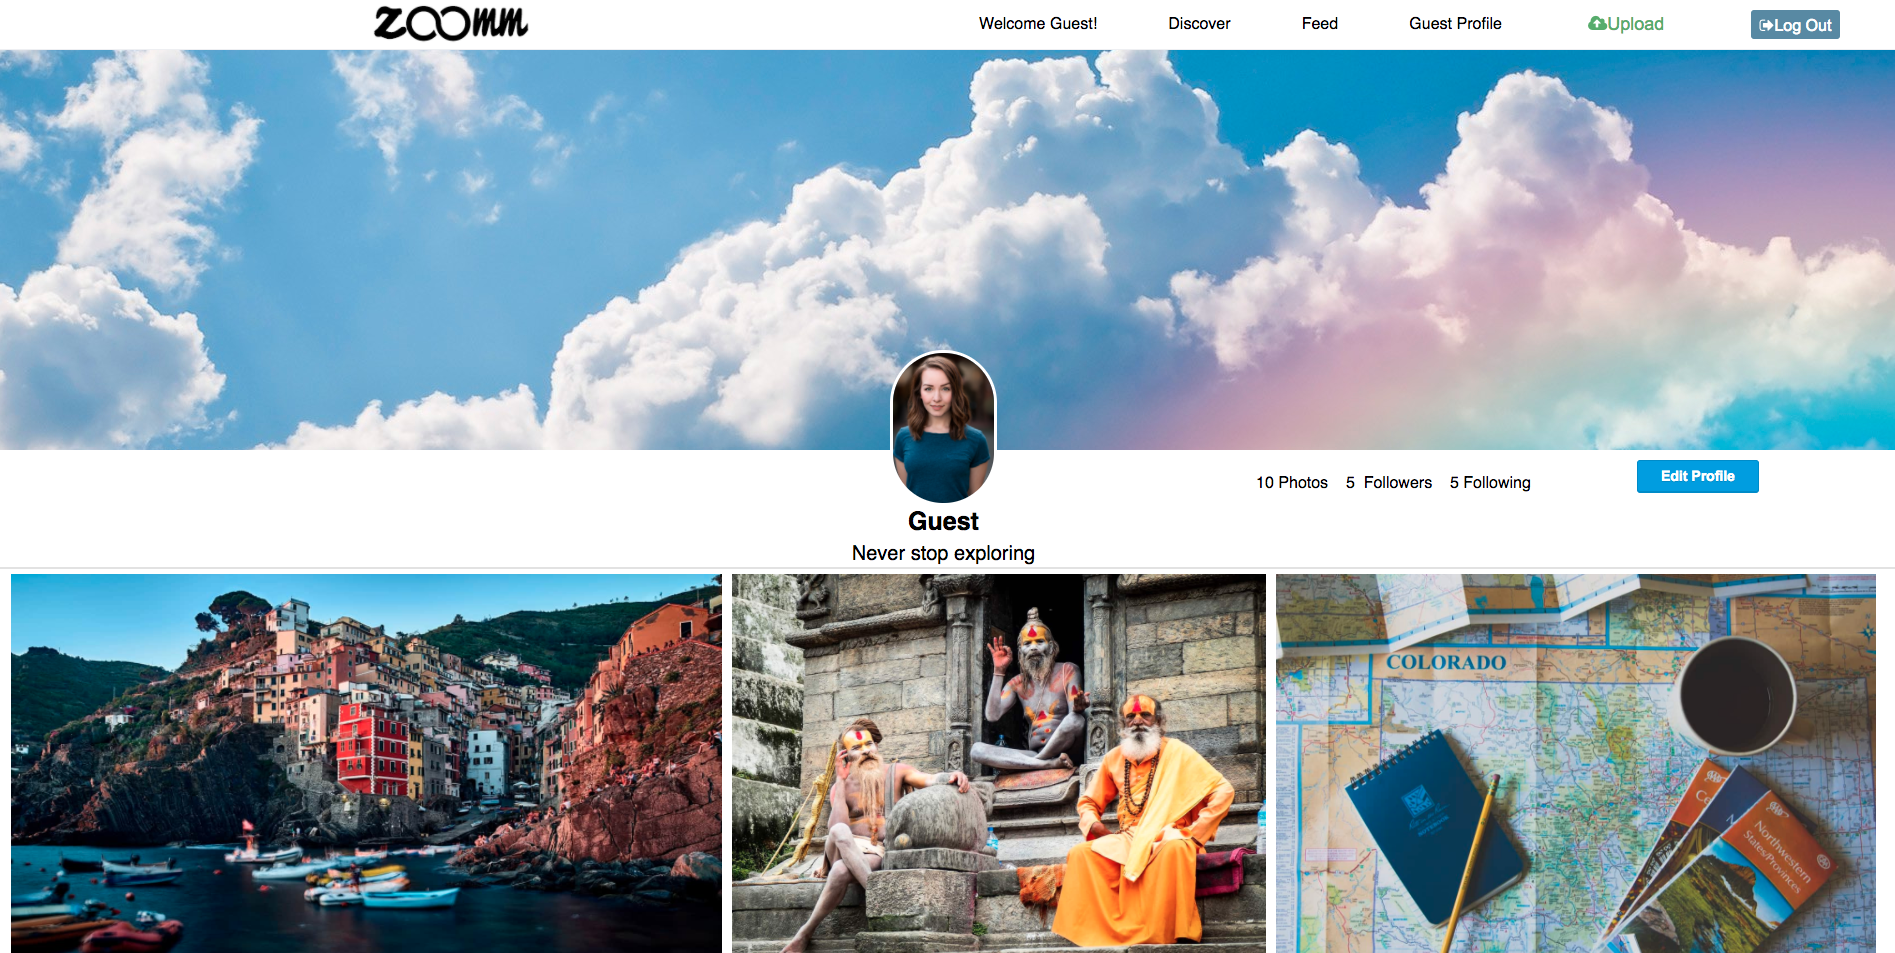 zoomm
Welcome Guest!
Discover
Feed
Guest Profile
Upload
Log Out
10 Photos 5 Followers 5 Following
Edit Profile
Guest
Never stop exploring
COLORADO
NOTEBOOK
Northwestern
States/Provinces